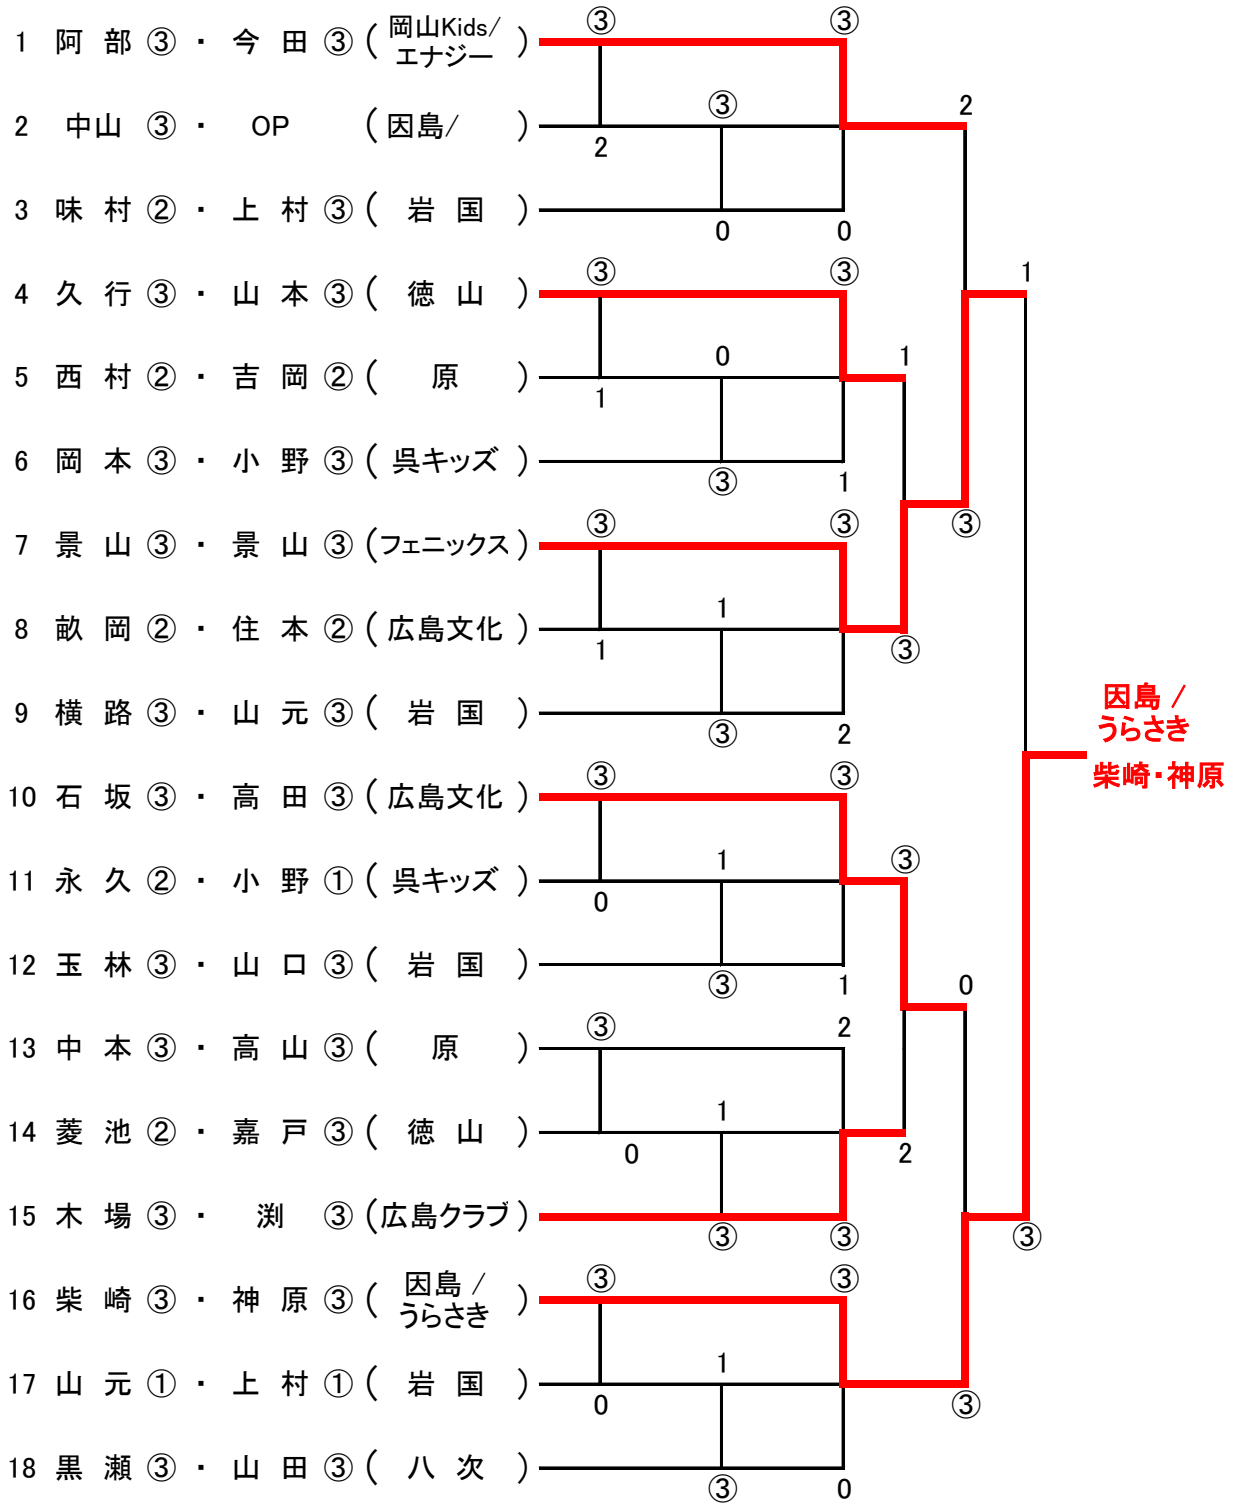 ③ ③
1 阿部 ③ ・ 今田 ③ ( 岡山Kids/
エナジー )
2
③
2 中山 ③ ・ OP ( 因島/ )
2
3 味村 ② ・ 上村 ③ ( 岩国 )
0 0
③ ③ 1
4 久行 ③ ・ 山本 ③ ( 徳山 )
0 1
5 西村 ② ・ 吉岡 ② ( 原 )
1
6 岡本 ③ ・ 小野 ③ ( 呉キッズ )
③ 1
③ ③ ③
7 景山 ③ ・ 景山 ③ ( フェニックス )
1
8 畝岡 ② ・ 住本 ② ( 広島文化 )
1 ③
9 横路 ③ ・ 山元 ③ ( 岩国 )
③ 2
因島 /
うらさき
柴崎・神原
③ ③
10 石坂 ③ ・ 高田 ③ ( 広島文化 )
1 ③
11 永久 ② ・ 小野 ① ( 呉キッズ )
0
12 玉林 ③ ・ 山口 ③ ( 岩国 )
③ 1 0
③ 2
13 中本 ③ ・ 高山 ③ ( 原 )
1
14 菱池 ② ・ 嘉戸 ③ ( 徳山 )
0 2
15 木場 ③ ・ 渕 ③ ( 広島クラブ )
③ ③ ③
③ ③
16 柴崎 ③ ・ 神原 ③ ( 因島 /
うらさき )
1
17 山元 ① ・ 上村 ① ( 岩国 )
0 ③
18 黒瀬 ③ ・ 山田 ③ ( 八次 )
③ 0